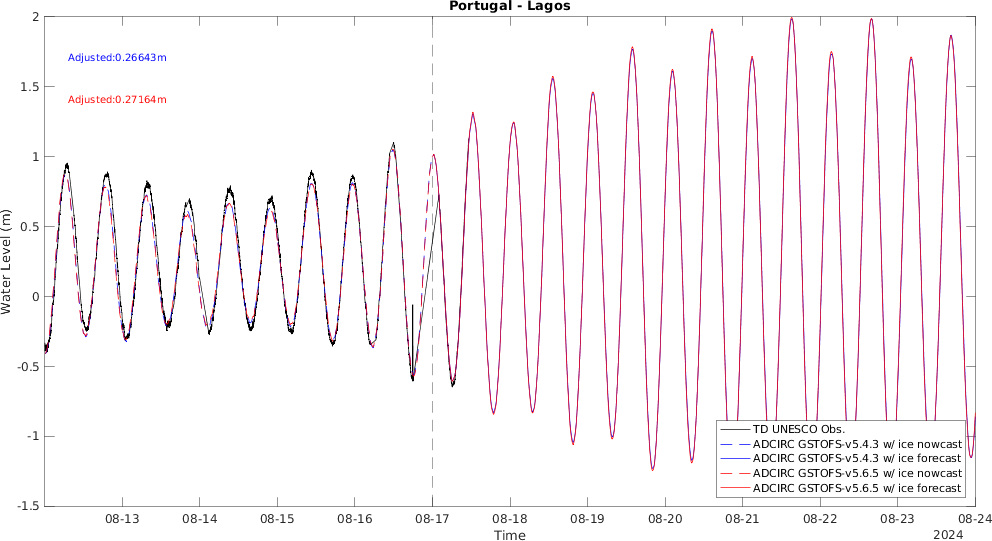 Portugal - Lagos
Adjusted:0.26643m
Adjusted:0.27164m
Water Level (m)
2
1.5
1
0.5
0
-0.5
-1
-1.5
TD UNESCO Obs.
ADCIRC GSTOFS-v5.4.3 w/ ice nowcast
ADCIRC GSTOFS-v5.4.3 w/ ice forecast
ADCIRC GSTOFS-v5.6.5 w/ ice nowcast
ADCIRC GSTOFS-v5.6.5 w/ ice forecast
08-13 08-14 08-15 08-16 08-17 08-18 08-19 08-20 08-21 08-22 08-23 08-24
Time
2024